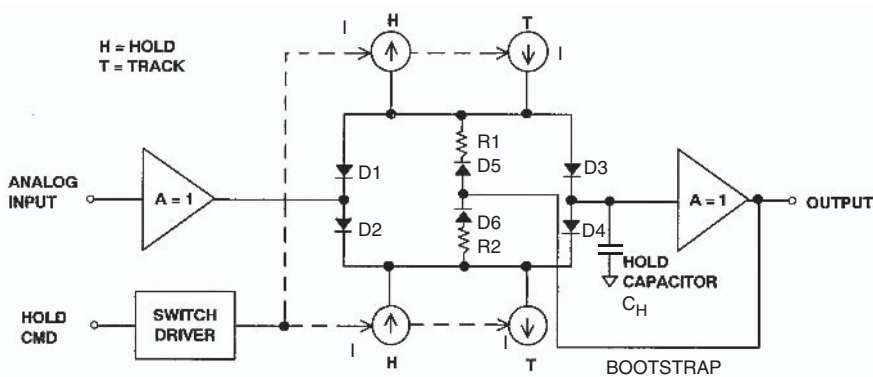 I
H
T
H = HOLD
T = TRACK
I
R1
D5
D3
D1
ANALOG
INPUT
A = 1
A = 1
OUTPUT
D2
D6
R2
D4
HOLD
CAPACITOR
CH
HOLD
CMD
SWITCH
DRIVER
I
H
I
T
BOOTSTRAP